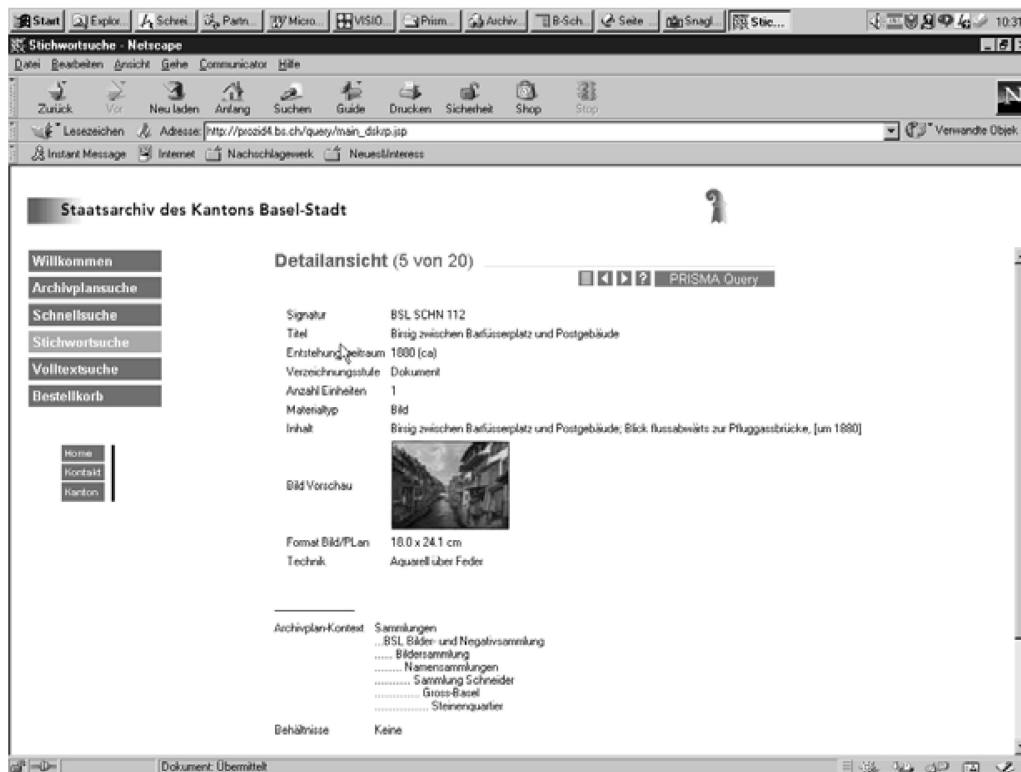 Start Explor... Schrei... Partn... Micro... VISIO... Prism... Archiv... B-Sch... Seite ... SnagI... Stic... 10:31
Stichwortsuche - Netscape
Datei Bearbeiten Ansicht Gehe Communicator Hilfe
Zurück Vor Neu laden Anfang Suchen Guide Drucken Sicherheit Shop Stop
Lesezeichen Adresse: http://prozid4.bs.ch/query/main_dskrp.jsp Verwandte Objek
Instant Message Internet Nachschlagewerk Neues&Interess
Staatsarchiv des Kantons Basel-Stadt
Willkommen
Archivplansuche
Schnellsuche
Stichwortsuche
Volltextsuche
Bestellkorb
Home
Kontakt
Kanton
Detailansicht (5 von 20)
? PRISMA Query
Signatur BSL SCHN 112
Titel Birsig zwischen Barfüsserplatz und Postgebäude
Entstehungszeitraum 1880 (ca)
Verzeichnungsstufe Dokument
Anzahl Einheiten 1
Materialtyp Bild
Inhalt Birsig zwischen Barfüsserplatz und Postgebäude; Blick flussabwärts zur Pfluggassbrücke, [um 1880]
Bild Vorschau
Format Bild/PLan 18.0 x 24.1 cm
Technik Aquarell über Feder
Archivplan-Kontext Sammlungen
...BSL Bilder- und Negativsammlung
...... Bildersammlung
......... Namensammlungen
............ Sammlung Schneider
............... Gross-Basel
.................. Steinenquartier
Behältnisse Keine
Dokument: Übermittelt